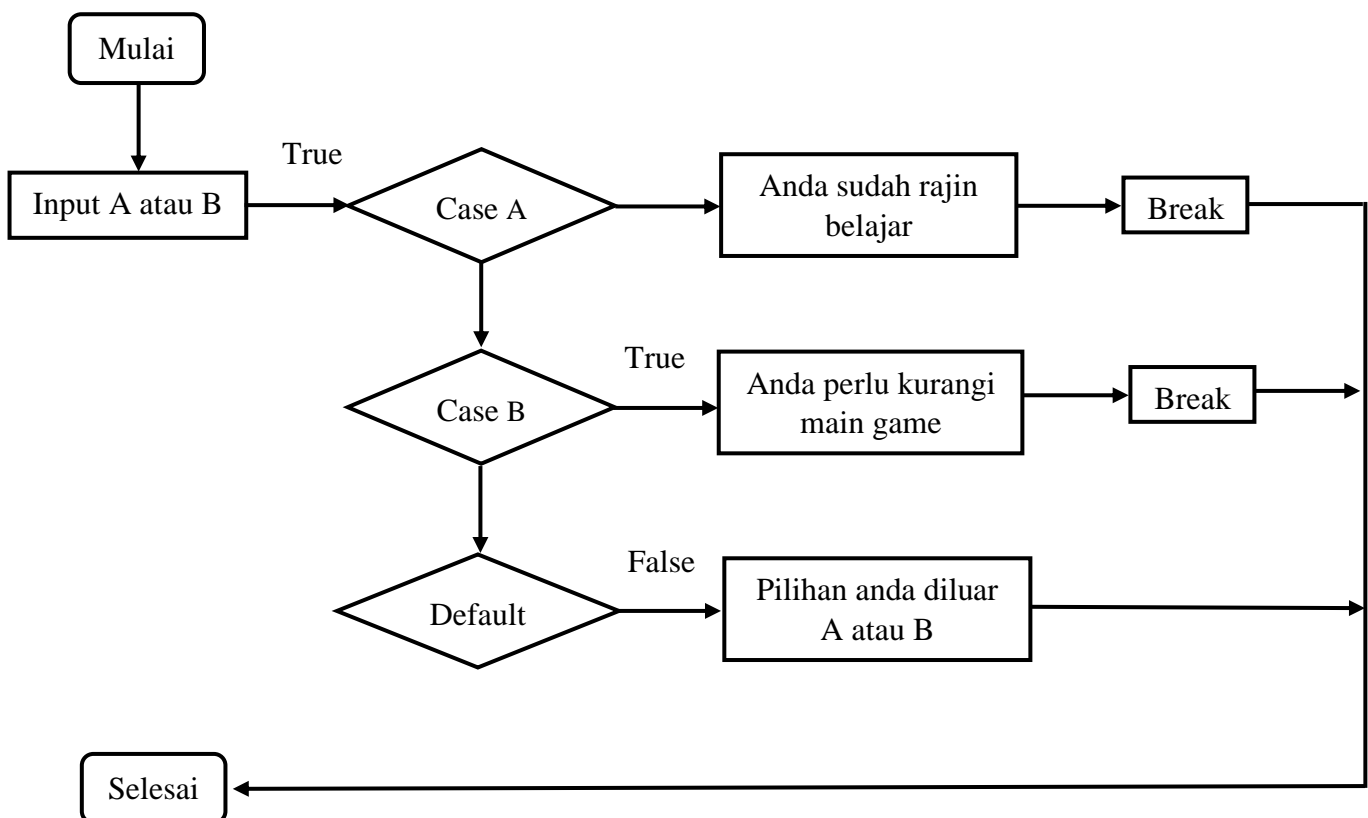 Mulai
True
Input A atau B
Case A
Anda sudah rajin
belajar
Break
True
Case B
Anda perlu kurangi
main game
Break
False
Default
Pilihan anda diluar
A atau B
Selesai